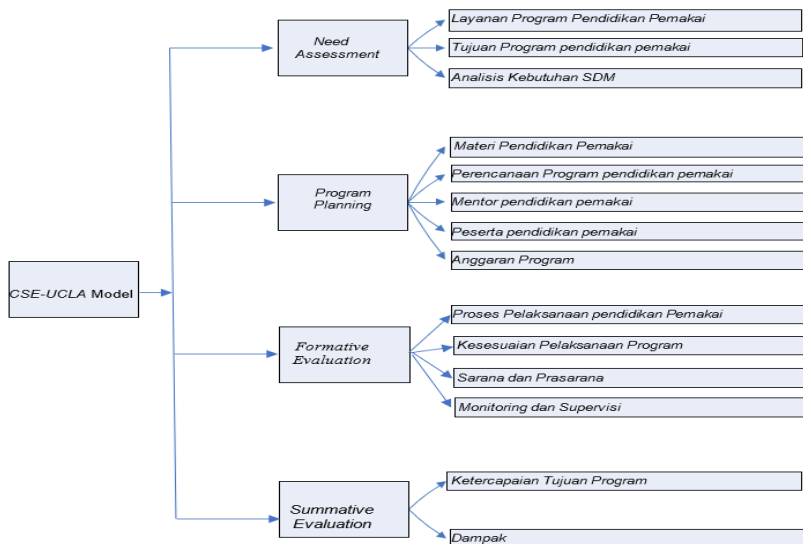 Need
Assessment
Layanan Program Pendidikan Pemakai
Tujuan Program pendidikan pemakai
Analisis Kebutuhan SDM
Program
Planning
Materi Pendidikan Pemakai
Perencanaan Program pendidikan pemakai
Mentor pendidikan pemakai
Peserta pendidikan pemakai
Anggaran Program
CSE-UCLA Model
Formative
Evaluation
Proses Pelaksanaan pendidikan Pemakai
Kesesuaian Pelaksanaan Program
Sarana dan Prasarana
Monitoring dan Supervisi
Summative
Evaluation
Ketercapaian Tujuan Program
Dampak